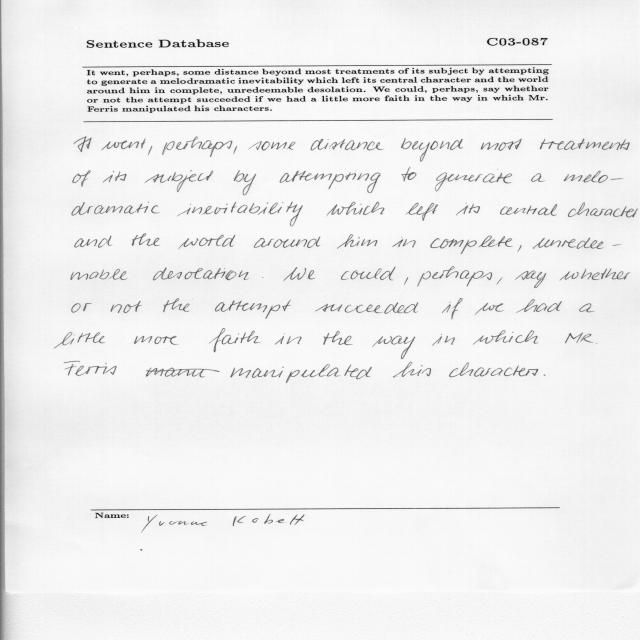 Sentence Database C03-087
It went, perhaps, some distance beyond most treatments of its subject by attempting
to generate a melodramatic inevitability which left its central character and the world
around him in complete, unredeemable desolation. We could, perhaps, say whether
or not the attempt succeeded if we had a little more faith in the way in which Mr.
Ferris manipulated his characters.
It went, perhaps, some distance beyond most treatments
of its subject by attempting to generate a melo-
dramatic inevitability which left its central character
and the world around him in complete, unredee-
mable desolation. We could, perhaps, say whether
or not the attempt succeeded if we had a
little more faith in the way in which Mr.
Ferris manipulated his characters.
Name: Yvonne